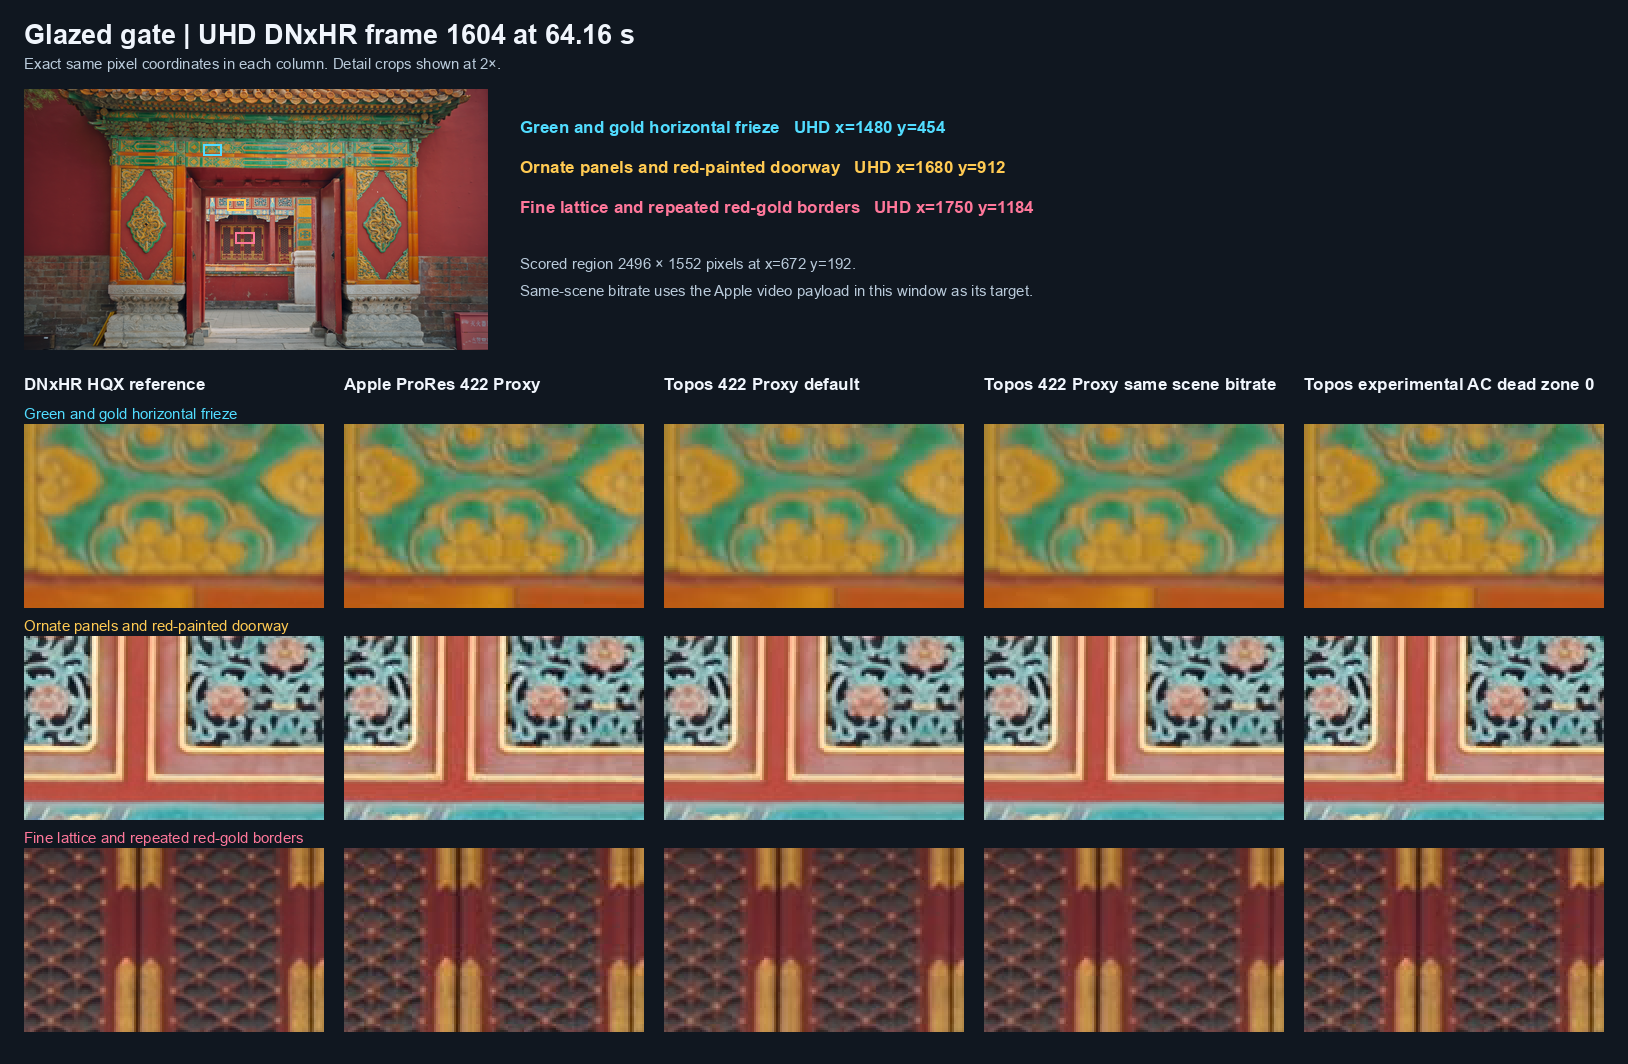 Glazed gate | UHD DNxHR frame 1604 at 64.16 s
Exact same pixel coordinates in each column. Detail crops shown at 2×.
Green and gold horizontal frieze UHD x=1480 y=454
Ornate panels and red-painted doorway UHD x=1680 y=912
Fine lattice and repeated red-gold borders UHD x=1750 y=1184
Scored region 2496 × 1552 pixels at x=672 y=192.
Same-scene bitrate uses the Apple video payload in this window as its target.
DNxHR HQX reference Apple ProRes 422 Proxy Topos 422 Proxy default Topos 422 Proxy same scene bitrate Topos experimental AC dead zone 0
Green and gold horizontal frieze
Ornate panels and red-painted doorway
Fine lattice and repeated red-gold borders